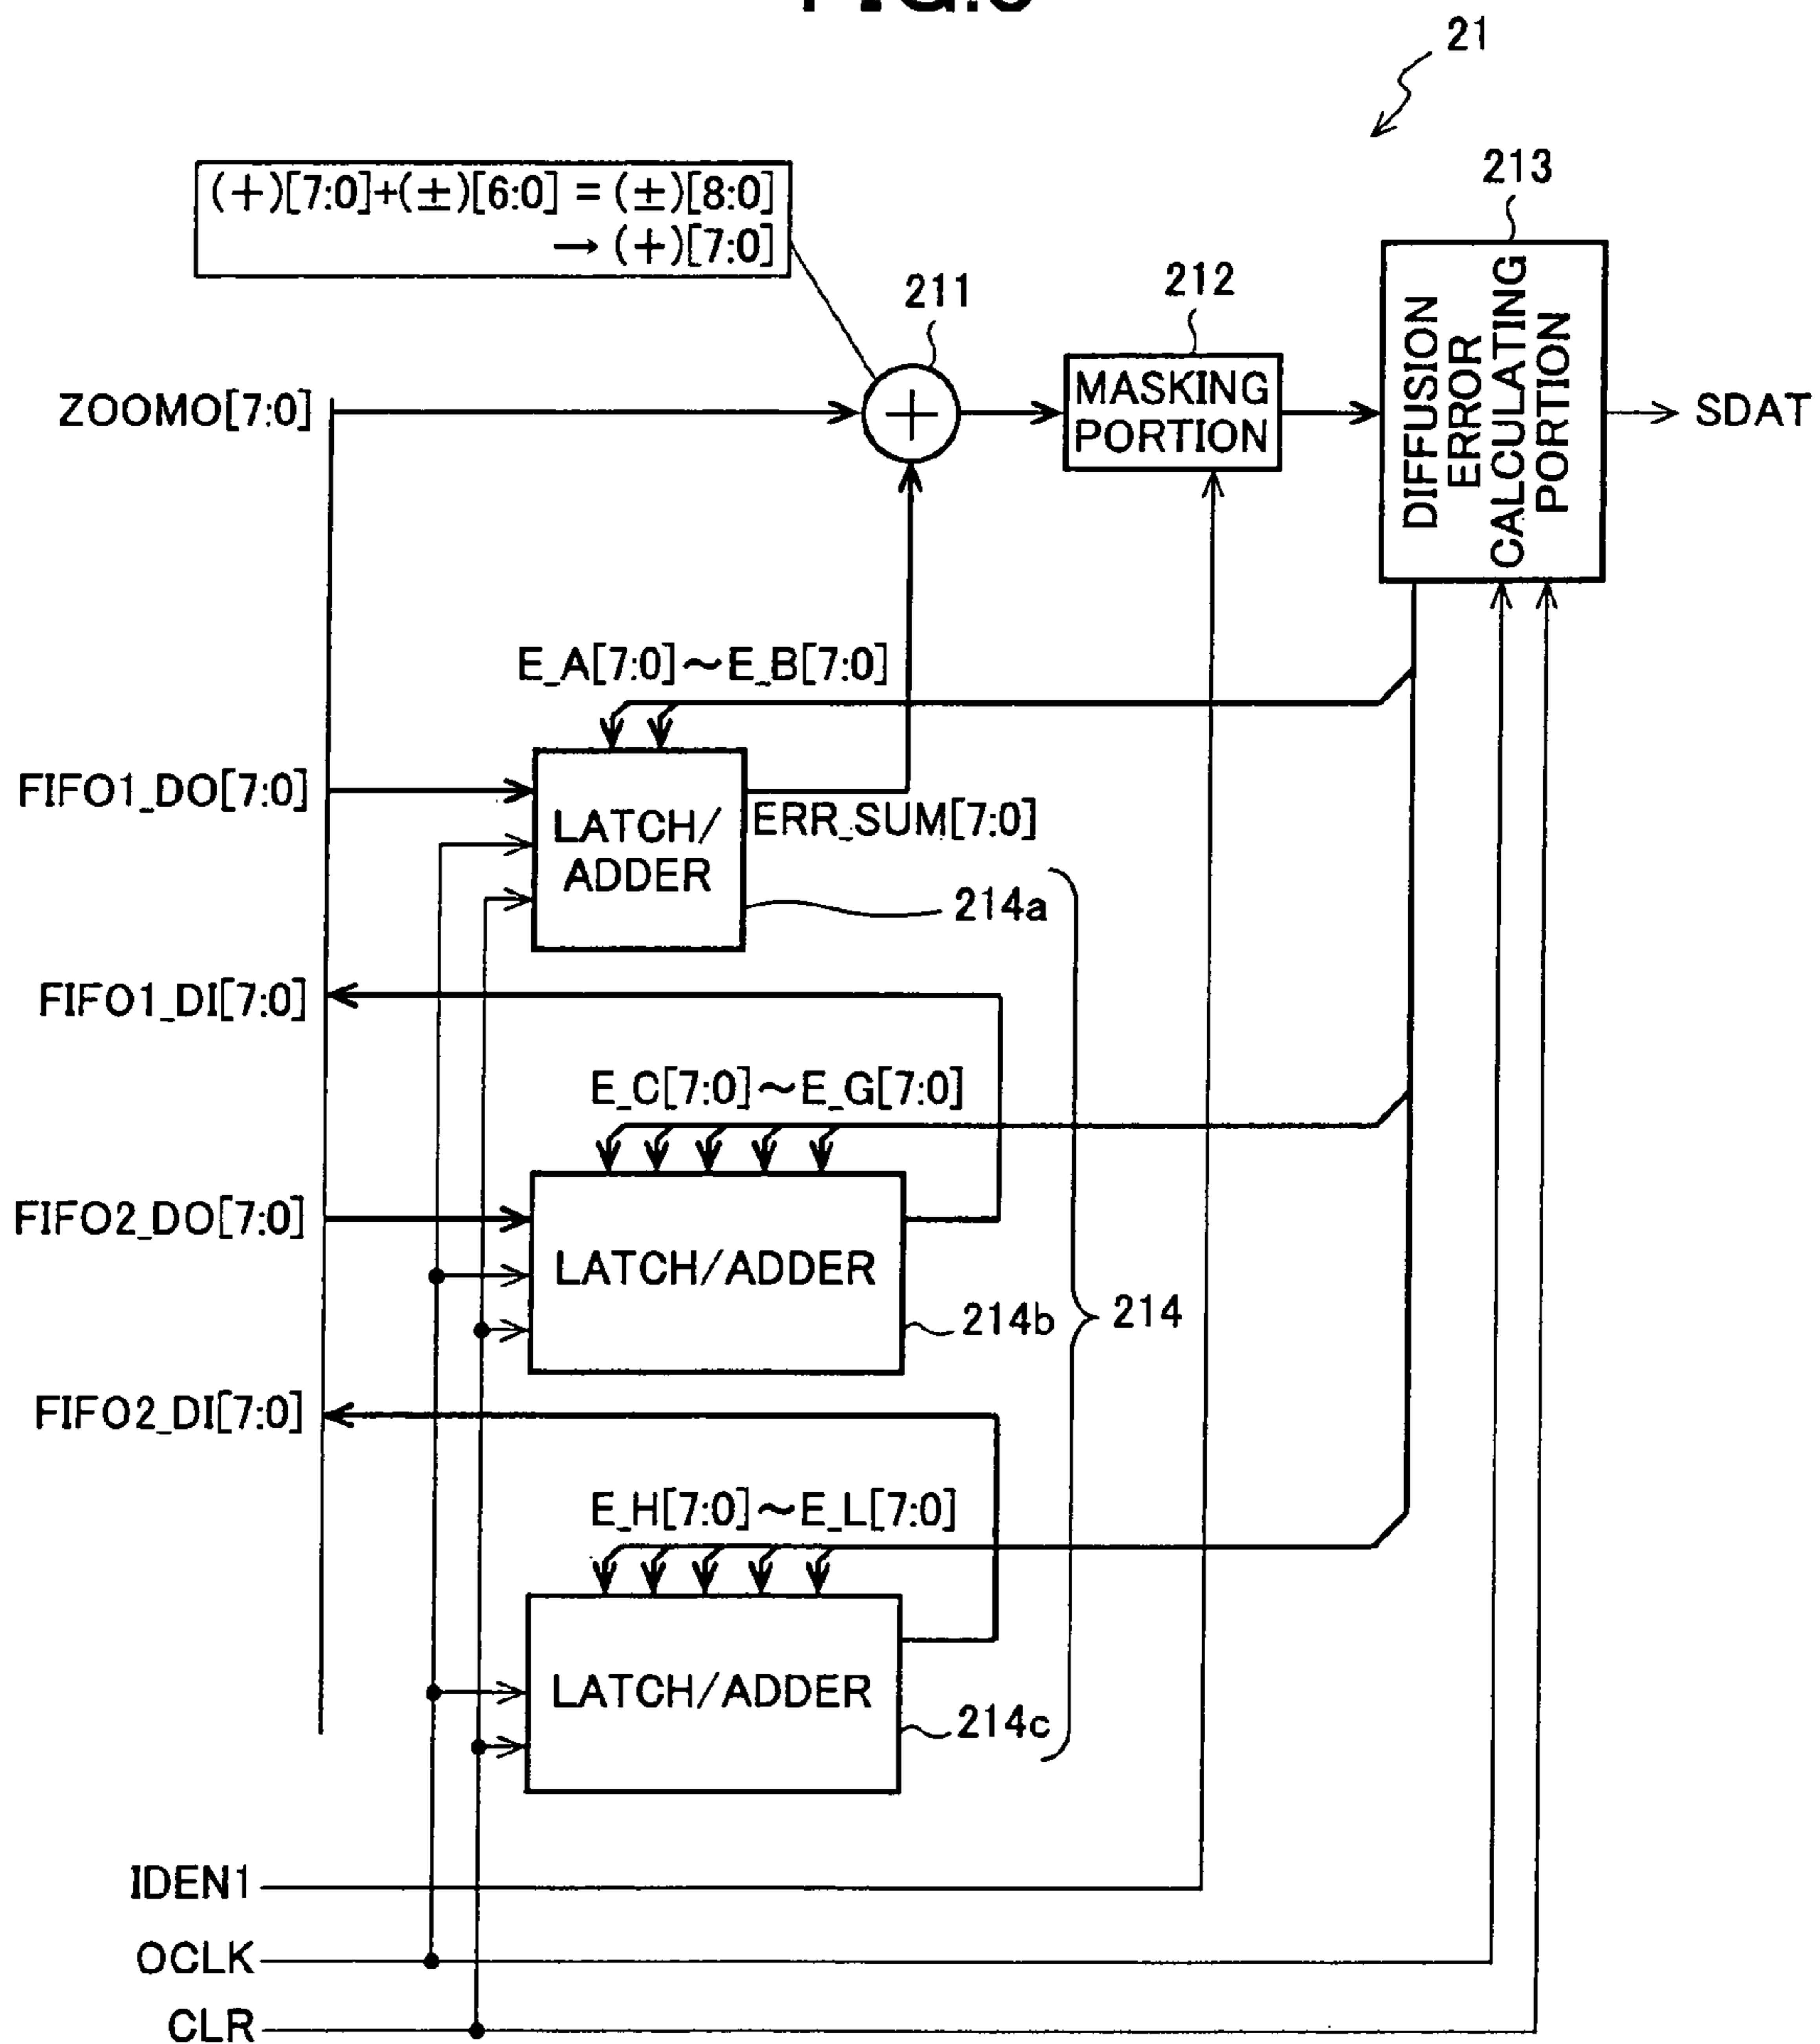 21
(+)[7:0]+(±)[6:0] = (±)[8:0]
→ (+)[7:0]
211
212
213
ZOOMO[7:0]
+
MASKING
PORTION
DIFFUSION
ERROR
CALCULATING
PORTION
SDAT
E_A[7:0]~E_B[7:0]
FIFO1_DO[7:0]
LATCH/
ADDER
ERR_SUM[7:0]
214a
FIFO1_DI[7:0]
E_C[7:0]~E_G[7:0]
FIFO2_DO[7:0]
LATCH/ADDER
214b
214
FIFO2_DI[7:0]
E_H[7:0]~E_L[7:0]
LATCH/ADDER
214c
IDEN1
OCLK
CLR